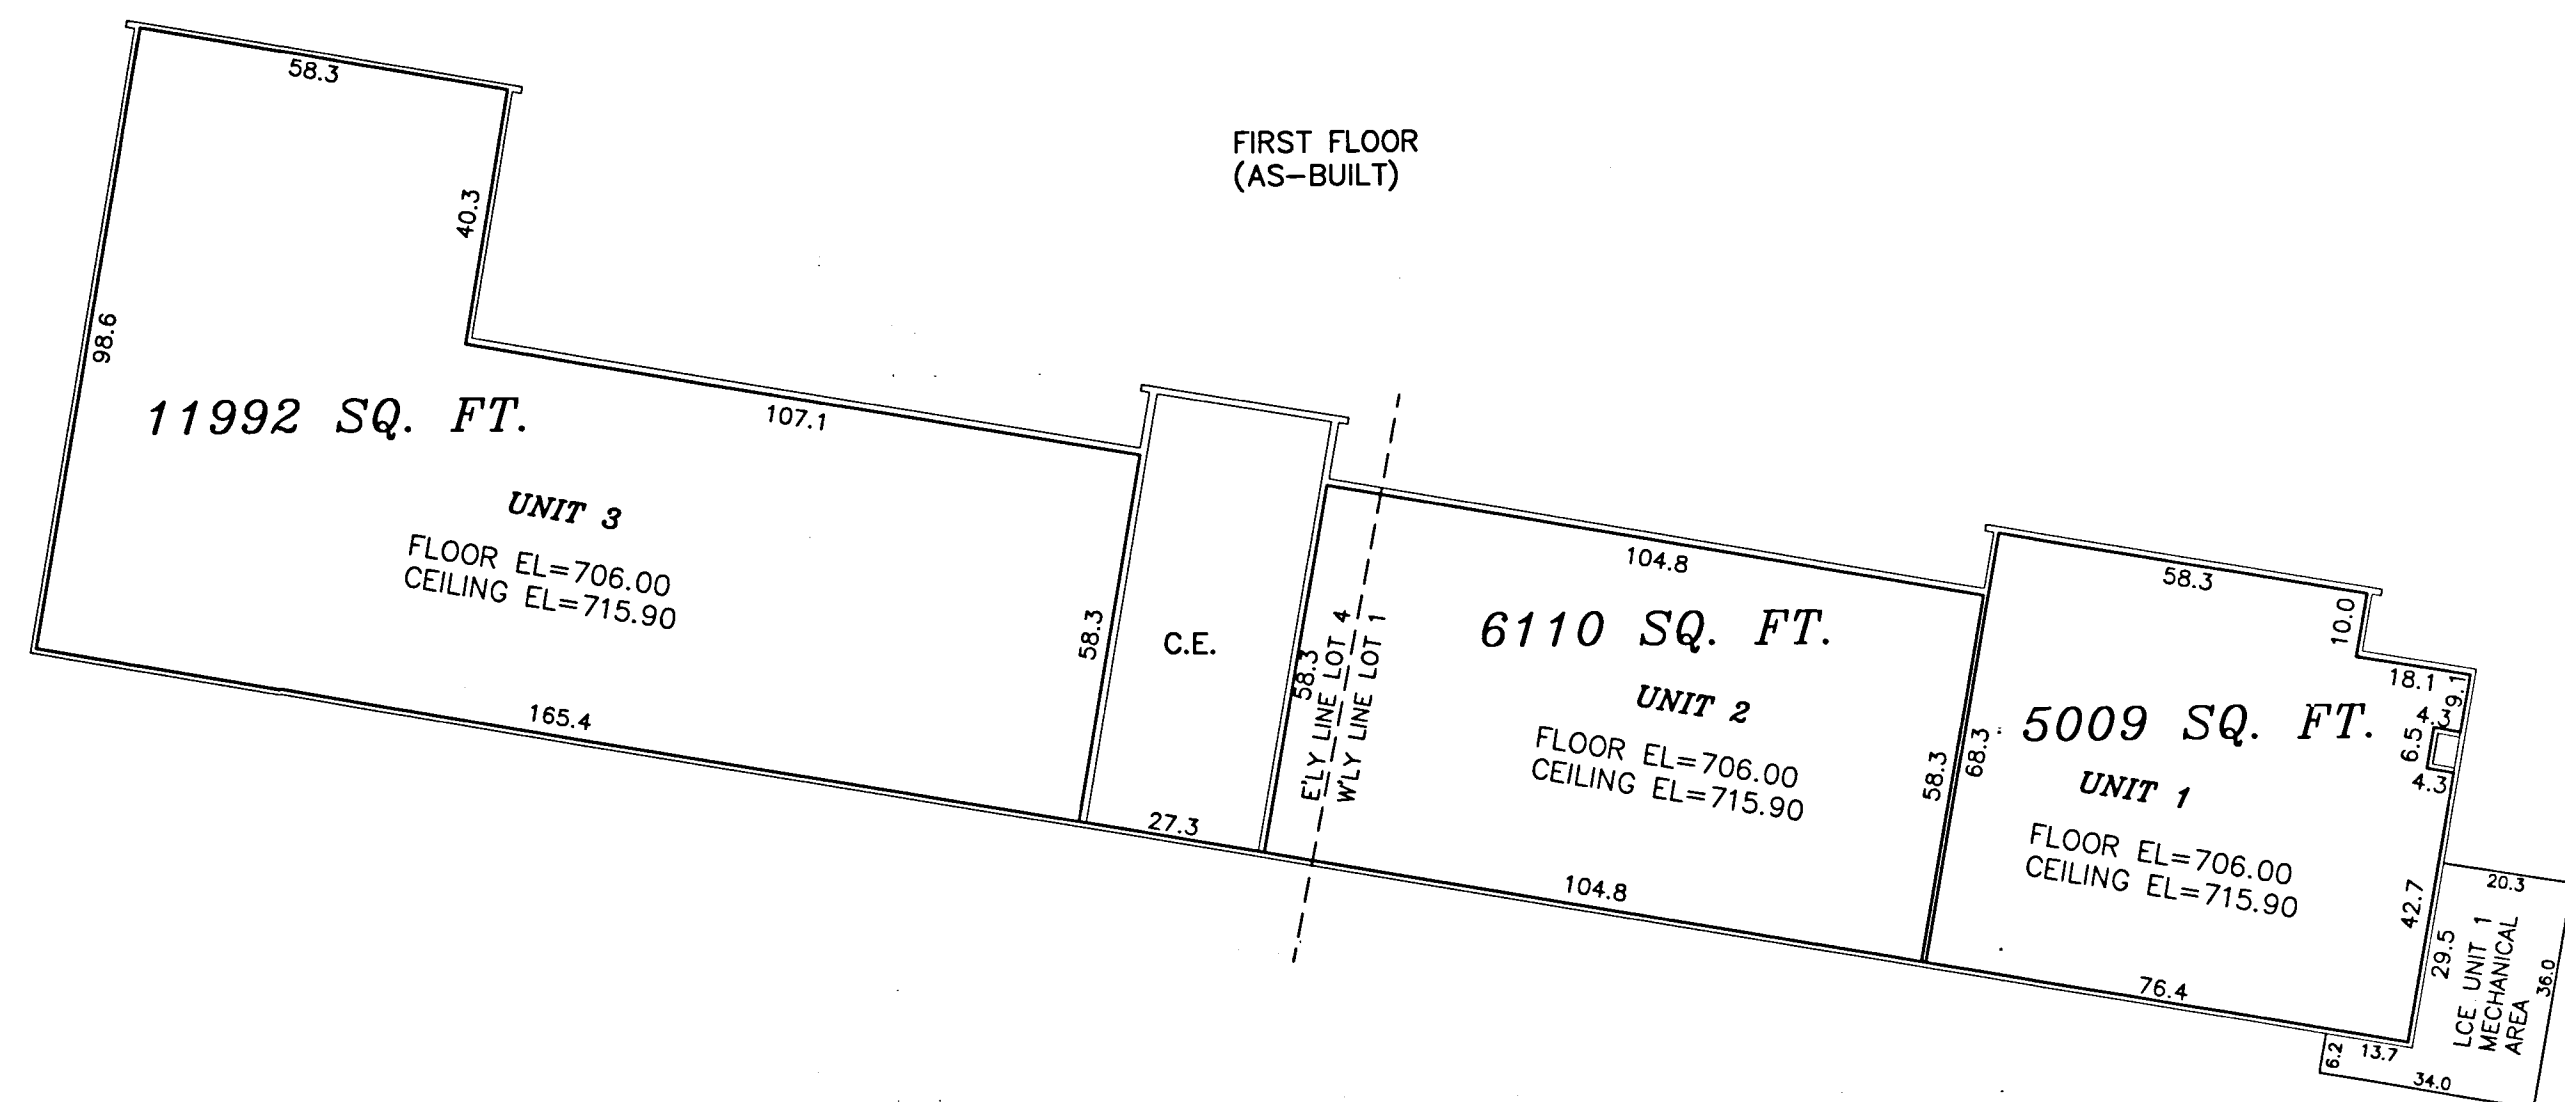 FIRST FLOOR
(AS-BUILT)
58.3
40.3
98.6
11992 SQ. FT.
107.1
UNIT 3
FLOOR EL=706.00
CEILING EL=715.90
58.3
165.4
C.E.
27.3
58.3
E'LY LINE LOT 4
W'LY LINE LOT 1
104.8
6110 SQ. FT.
UNIT 2
FLOOR EL=706.00
CEILING EL=715.90
58.3
104.8
58.3
10.0
18.1
9.1
4.3
6.5
4.3
68.3
5009 SQ. FT.
UNIT 1
FLOOR EL=706.00
CEILING EL=715.90
42.7
76.4
20.3
29.5
LCE UNIT 1
MECHANICAL
AREA
36.0
6.2
13.7
34.0